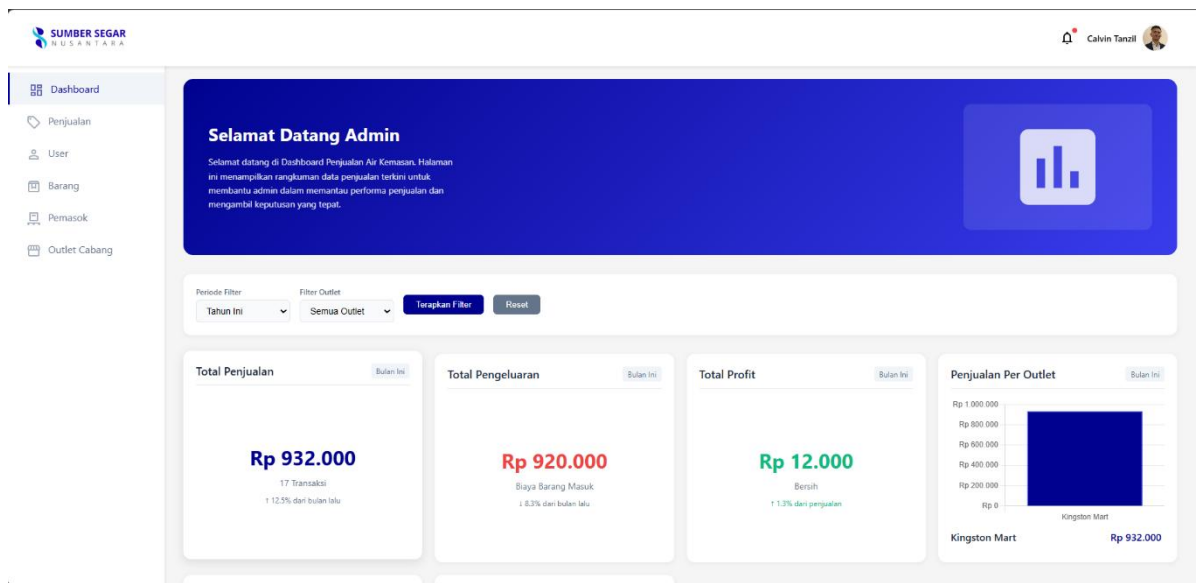 SUMBER SEGAR
NUSANTARA
Calvin Tanzil
Dashboard
Penjualan
User
Barang
Pemasok
Outlet Cabang
Selamat Datang Admin
Selamat datang di Dashboard Penjualan Air Kemasan. Halaman
ini menampilkan rangkuman data penjualan terkini untuk
membantu admin dalam memantau performa penjualan dan
mengambil keputusan yang tepat.
Periode Filter
Tahun Ini
Filter Outlet
Semua Outlet
Terapkan Filter
Reset
Total Penjualan
Bulan Ini
Rp 932.000
17 Transaksi
↑ 12.5% dari bulan lalu
Total Pengeluaran
Bulan Ini
Rp 920.000
Biaya Barang Masuk
↓ 8.3% dari bulan lalu
Total Profit
Bulan Ini
Rp 12.000
Bersih
↑ 1.3% dari penjualan
Penjualan Per Outlet
Bulan Ini
Rp 1.000.000
Rp 800.000
Rp 600.000
Rp 400.000
Rp 200.000
Rp 0
Kingston Mart
Kingston Mart
Rp 932.000